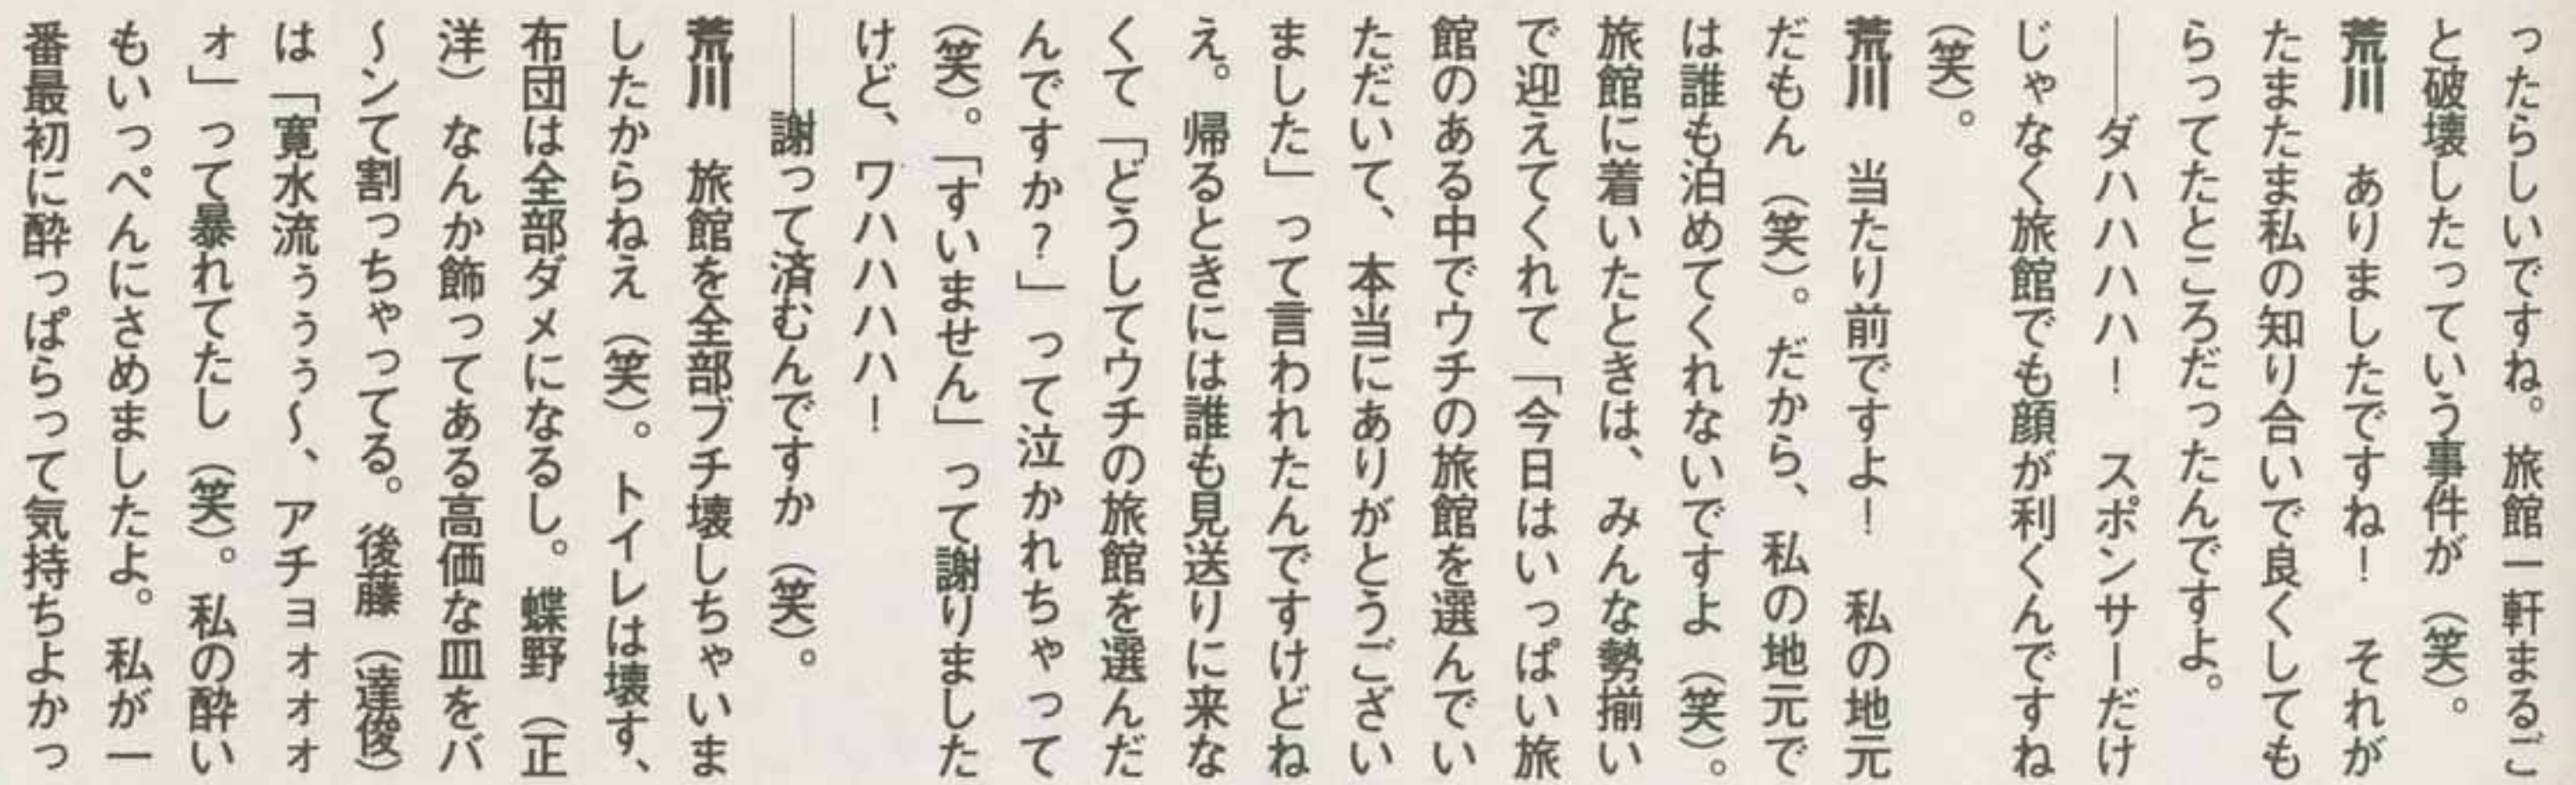 ったらしいですね。旅館一軒まるご
と破壊したっていう事件が（笑）。
荒川　ありましたですね！　それが
たまたま私の知り合いで良くしても
らってたところだったんですよ。
――ダハハハハ！　スポンサーだけ
じゃなく旅館でも顔が利くんですね
（笑）。
荒川　当たり前ですよ！　私の地元
だもん（笑）。だから、私の地元で
は誰も泊めてくれないですよ（笑）。
旅館に着いたときは、みんな勢揃い
で迎えてくれて「今日はいっぱい旅
館のある中でウチの旅館を選んでい
ただいて、本当にありがとうござい
ました」って言われたんですけどね
え。帰るときには誰も見送りに来な
くて「どうしてウチの旅館を選んだ
んですか？」って泣かれちゃって
（笑）。「すいません」って謝りました
けど、ワハハハハ！
――謝って済むんですか（笑）。
荒川　旅館を全部ブチ壊しちゃいま
したからねえ（笑）。トイレは壊す、
布団は全部ダメになるし。蝶野（正
洋）なんか飾ってある高価な皿をバ
〜ンて割っちゃってる。後藤（達俊）
は「寛水流ぅぅぅ〜、アチョォォォ
ォ」って暴れてたし（笑）。私の酔い
もいっぺんにさめましたよ。私が一
番最初に酔っぱらって気持ちよかっ